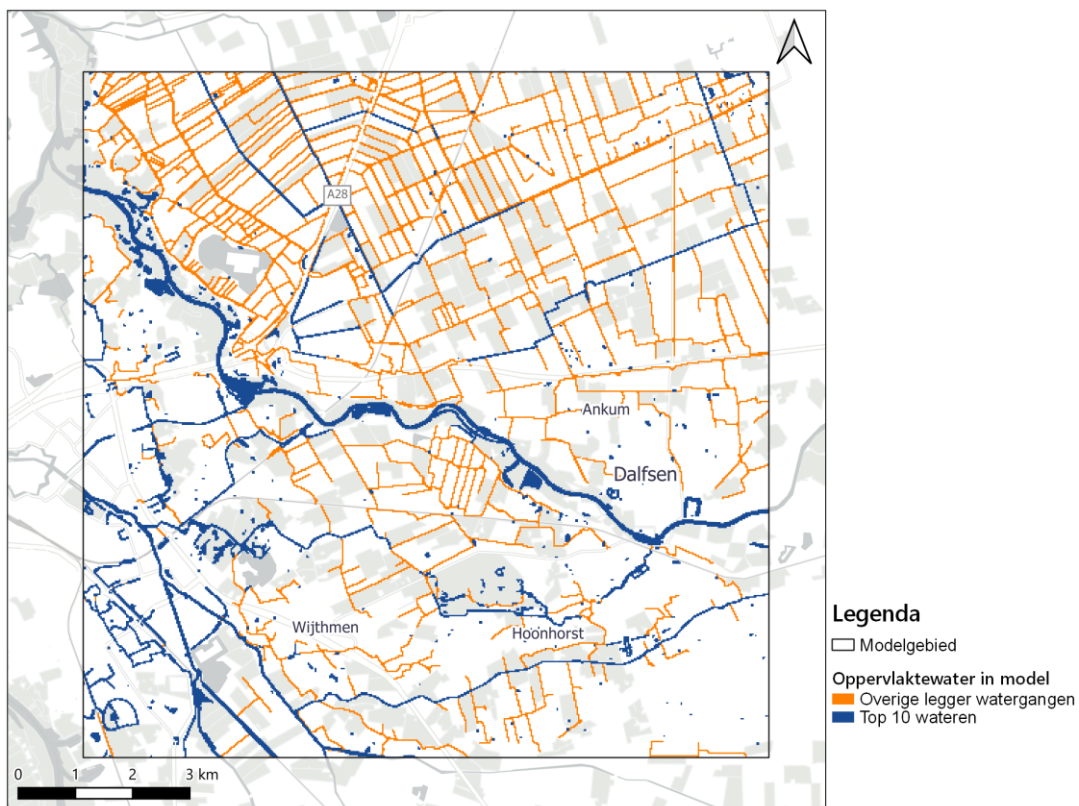 A28
Ankum
Dalfsen
Wijthmen
Hoonhorst
0 1 2 3 km
Legenda
Modelgebied
Oppervlaktewater in model
Overige legger watergangen
Top 10 wateren